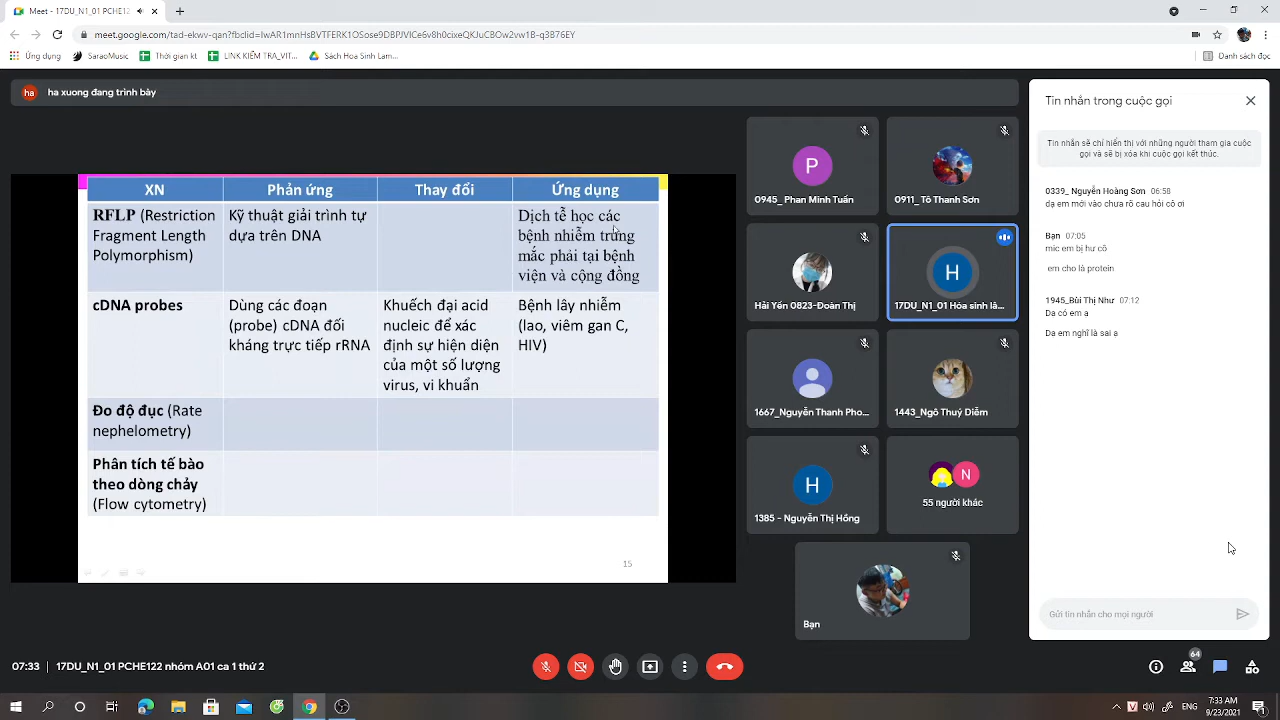 Meet - 17DU_N1_01 PCHE12
meet.google.com/tad-ekwv-qan?fbclid=IwAR1mnHsBVTFERK1OSose9DBPJVlCe6v8h0cixeQKJuCBOw2vw1B-q3B76EY
Ứng dụng
SaraoMusic
Thời gian kt
LINK KIỂM TRA_VIT...
Sách Hoa Sinh Lam...
Danh sách đọc
ha
ha xuong đang trình bày
XN
Phản ứng
Thay đổi
Ứng dụng
RFLP (Restriction
Fragment Length
Polymorphism)
Kỹ thuật giải trình tự
dựa trên DNA
Dịch tễ học các
bệnh nhiễm trùng
mắc phải tại bệnh
viện và cộng đồng
cDNA probes
Dùng các đoạn
(probe) cDNA đối
kháng trực tiếp rRNA
Khuếch đại acid
nucleic để xác
định sự hiện diện
của một số lượng
virus, vi khuẩn
Bệnh lây nhiễm
(lao, viêm gan C,
HIV)
Đo độ đục (Rate
nephelometry)
Phân tích tế bào
theo dòng chảy
(Flow cytometry)
15
P
0945_ Phan Minh Tuấn
0911_ Tô Thanh Sơn
Hải Yến 0823-Đoàn Thị
H
17DU_N1_01 Hóa sinh lâ...
1667_Nguyễn Thanh Pho...
1443_Ngô Thuý Diễm
H
1385 - Nguyễn Thị Hồng
N
55 người khác
Bạn
Tin nhắn trong cuộc gọi
Tin nhắn sẽ chỉ hiển thị với những người tham gia cuộc
gọi và sẽ bị xóa khi cuộc gọi kết thúc.
0339_ Nguyễn Hoàng Sơn 06:58
dạ em mới vào chưa rõ cau hỏi cô ơi
Bạn 07:05
mic em bị hư cô
em cho là protein
1945_Bùi Thị Như 07:12
Dạ có em ạ
Dạ em nghĩ là sai ạ
Gửi tin nhắn cho mọi người
07:33
17DU_N1_01 PCHE122 nhóm A01 ca 1 thứ 2
64
7:33 AM
9/23/2021